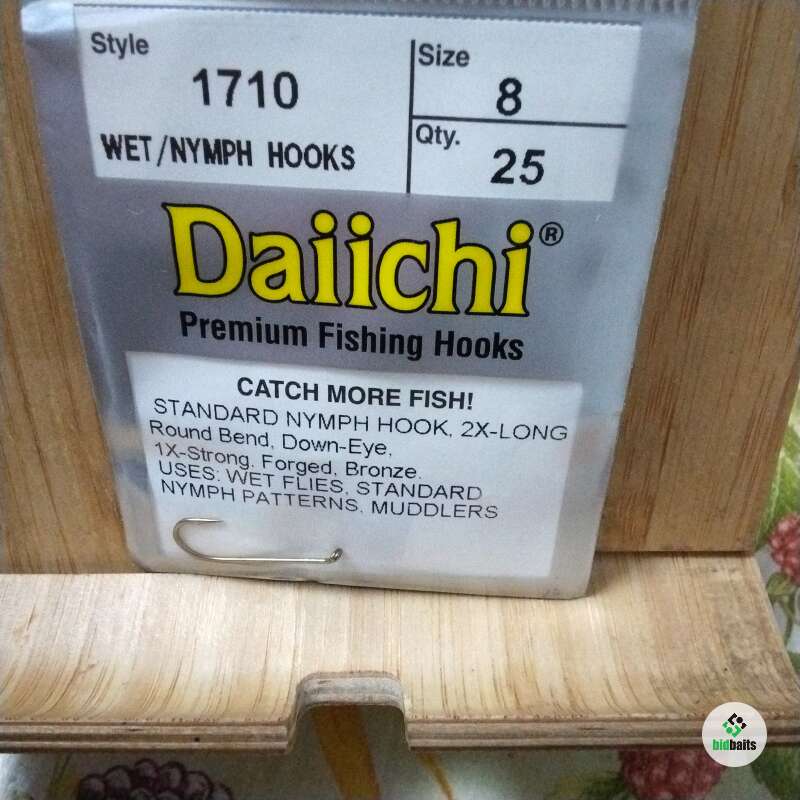 Style
1710
WET/NYMPH HOOKS
Size
8
Qty.
25
Daiichi®
Premium Fishing Hooks
CATCH MORE FISH!
STANDARD NYMPH HOOK, 2X-LONG
Round Bend, Down-Eye,
1X-Strong, Forged, Bronze.
USES: WET FLIES, STANDARD
NYMPH PATTERNS, MUDDLERS
bidbaits